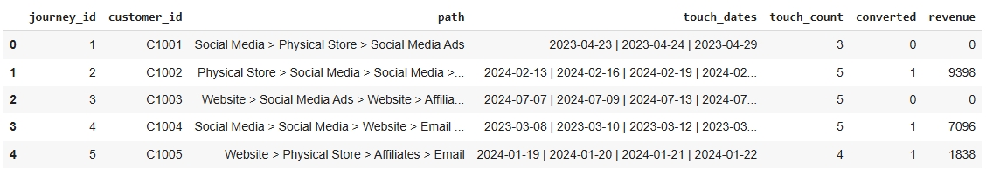 journey_id customer_id path touch_dates touch_count converted revenue
0 1 C1001 Social Media > Physical Store > Social Media Ads 2023-04-23 | 2023-04-24 | 2023-04-29 3 0 0
1 2 C1002 Physical Store > Social Media > Social Media >... 2024-02-13 | 2024-02-16 | 2024-02-19 | 2024-02... 5 1 9398
2 3 C1003 Website > Social Media Ads > Website > Affilia... 2024-07-07 | 2024-07-09 | 2024-07-13 | 2024-07... 5 0 0
3 4 C1004 Social Media > Social Media > Website > Email ... 2023-03-08 | 2023-03-10 | 2023-03-12 | 2023-03... 5 1 7096
4 5 C1005 Website > Physical Store > Affiliates > Email 2024-01-19 | 2024-01-20 | 2024-01-21 | 2024-01-22 4 1 1838